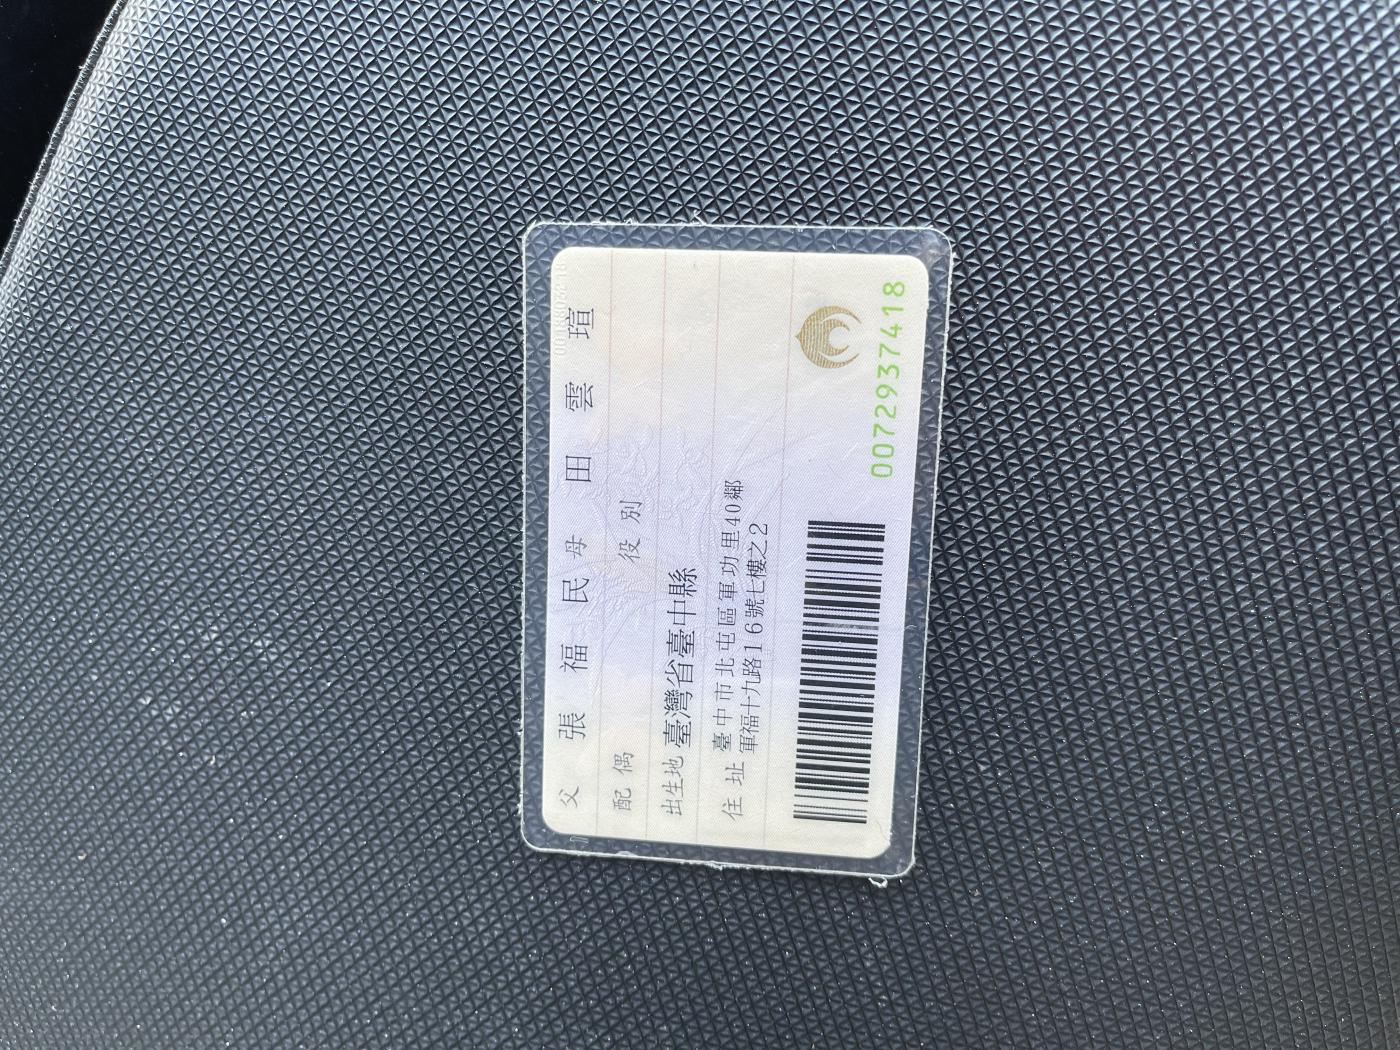 父 張福民 母 田雲瑄
配偶 役別
出生地 臺灣省臺中縣
住址 臺中市北屯區軍功里40鄰
軍福十九路16號七樓之2
0072937418